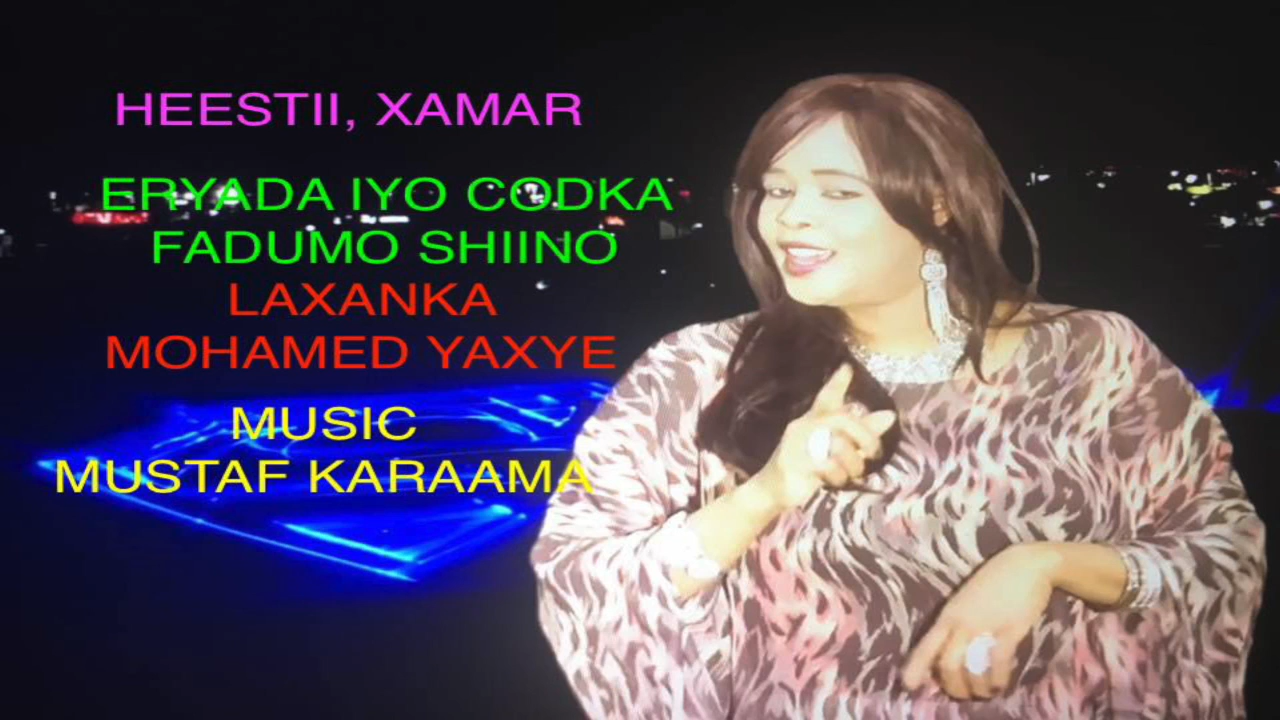 HEESTII, XAMAR
ERYADA IYO CODKA
FADUMO SHIINO
LAXANKA
MOHAMED YAXYE
MUSIC
MUSTAF KARAAMA